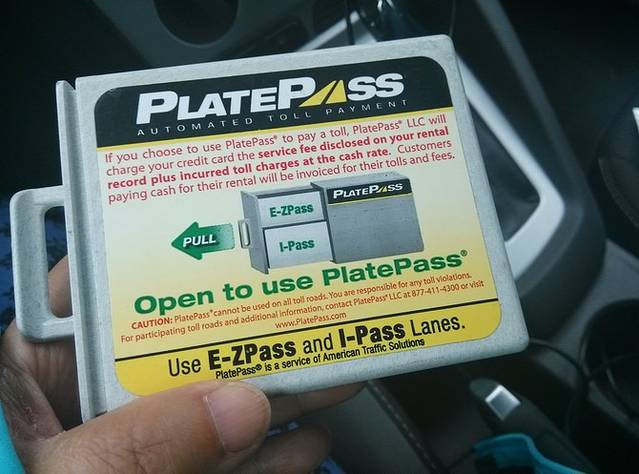 PLATEPASS
AUTOMATED TOLL PAYMENT
If you choose to use PlatePass® to pay a toll, PlatePass® LLC will
charge your credit card the service fee disclosed on your rental
record plus incurred toll charges at the cash rate. Customers
paying cash for their rental will be invoiced for their tolls and fees.
PLATEPASS
E-ZPass
PULL
I-Pass
Open to use PlatePass®
CAUTION: PlatePass® cannot be used on all toll roads. You are responsible for any toll violations.
For participating toll roads and additional information, contact PlatePass® LLC at 877-411-4300 or visit
www.PlatePass.com
Use E-ZPass and I-Pass Lanes.
PlatePass® is a service of American Traffic Solutions